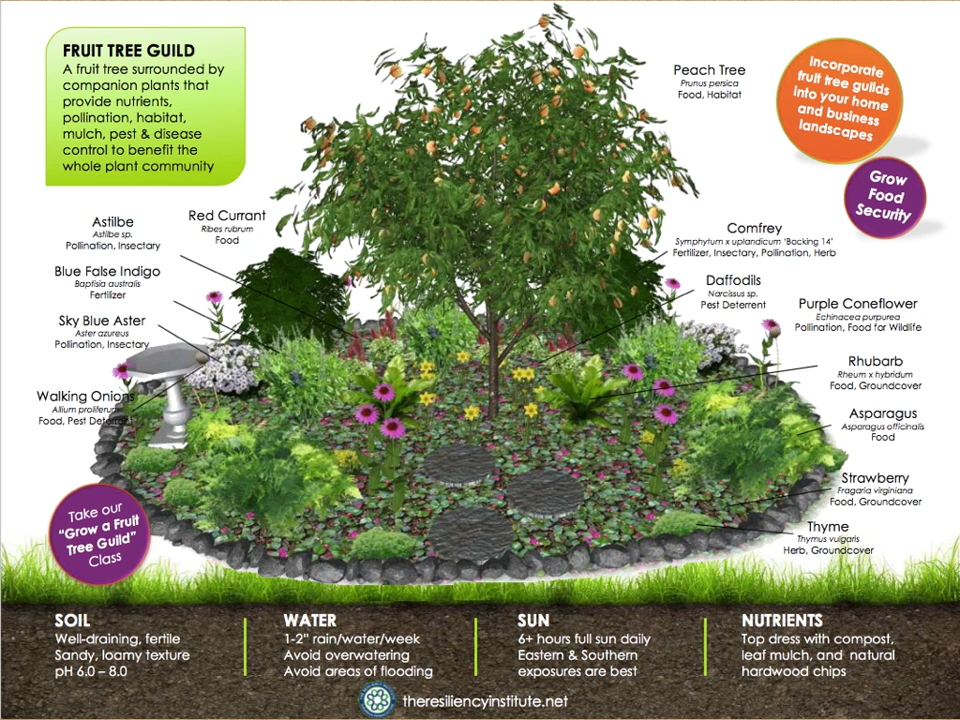 FRUIT TREE GUILD
A fruit tree surrounded by
companion plants that
provide nutrients,
pollination, habitat,
mulch, pest & disease
control to benefit the
whole plant community
Peach Tree
Prunus persica
Food, Habitat
Incorporate
fruit tree guilds
into your home
and business
landscapes
Grow
Food
Security
Astilbe
Astilbe sp.
Pollination, Insectary
Red Currant
Ribes rubrum
Food
Blue False Indigo
Baptisia australis
Fertilizer
Sky Blue Aster
Aster azureus
Pollination, Insectary
Walking Onions
Allium proliferum
Food, Pest Deterrent
Comfrey
Symphytum x uplandicum 'Bocking 14'
Fertilizer, Insectary, Pollination, Herb
Daffodils
Narcissus sp.
Pest Deterrent
Purple Coneflower
Echinacea purpurea
Pollination, Food for Wildlife
Rhubarb
Rheum x hybridum
Food, Groundcover
Asparagus
Asparagus officinalis
Food
Strawberry
Fragaria virginiana
Food, Groundcover
Thyme
Thymus vulgaris
Herb, Groundcover
Take our
"Grow a Fruit
Tree Guild"
Class
SOIL
Well-draining, fertile
Sandy, loamy texture
pH 6.0 – 8.0
WATER
1-2" rain/water/week
Avoid overwatering
Avoid areas of flooding
SUN
6+ hours full sun daily
Eastern & Southern
exposures are best
NUTRIENTS
Top dress with compost,
leaf mulch, and natural
hardwood chips
theresiliencyinstitute.net